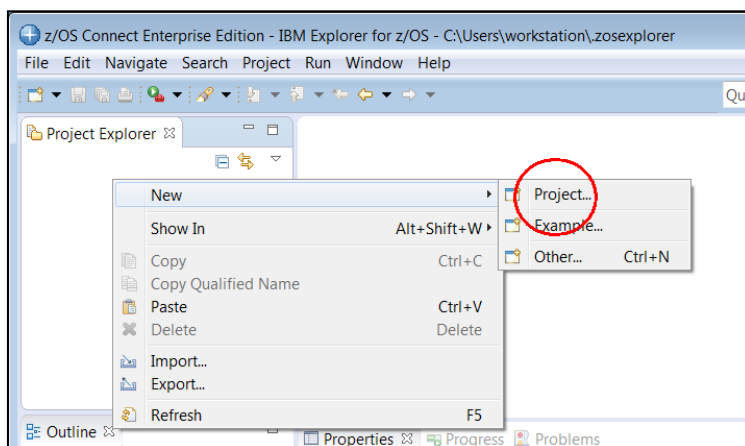 z/OS Connect Enterprise Edition - IBM Explorer for z/OS - C:\Users\workstation\.zosexplorer
File Edit Navigate Search Project Run Window Help
Qu
Project Explorer
New
Project...
Show In Alt+Shift+W
Example...
Copy Ctrl+C
Other... Ctrl+N
Copy Qualified Name
Paste Ctrl+V
Delete Delete
Import...
Export...
Refresh F5
Outline
Properties Progress Problems